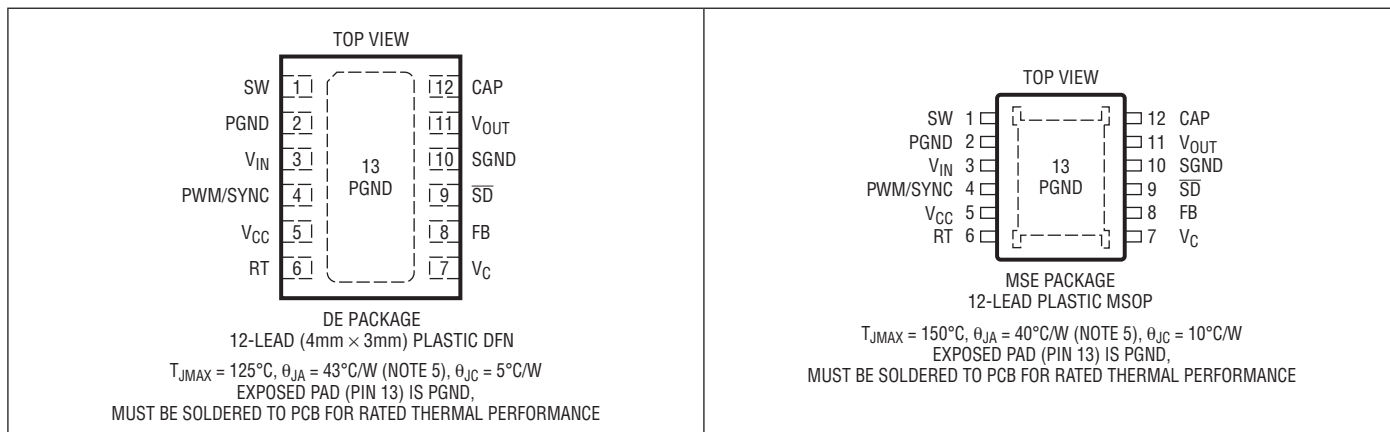 TOP VIEW
SW 1 12 CAP
PGND 2 11 VOUT
VIN 3 10 SGND
PWM/SYNC 4 9 S̅D̅
VCC 5 8 FB
RT 6 7 VC
13
PGND
DE PACKAGE
12-LEAD (4mm × 3mm) PLASTIC DFN
TJMAX = 125°C, θJA = 43°C/W (NOTE 5), θJC = 5°C/W
EXPOSED PAD (PIN 13) IS PGND,
MUST BE SOLDERED TO PCB FOR RATED THERMAL PERFORMANCE
TOP VIEW
SW 1 12 CAP
PGND 2 11 VOUT
VIN 3 10 SGND
PWM/SYNC 4 9 S̅D̅
VCC 5 8 FB
RT 6 7 VC
13
PGND
MSE PACKAGE
12-LEAD PLASTIC MSOP
TJMAX = 150°C, θJA = 40°C/W (NOTE 5), θJC = 10°C/W
EXPOSED PAD (PIN 13) IS PGND,
MUST BE SOLDERED TO PCB FOR RATED THERMAL PERFORMANCE